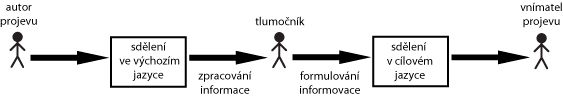 autor
projevu
sdělení
ve výchozím
jazyce
zpracování
informace
tlumočník
formulování
informovace
sdělení
v cílovém
jazyce
vnímatel
projevu